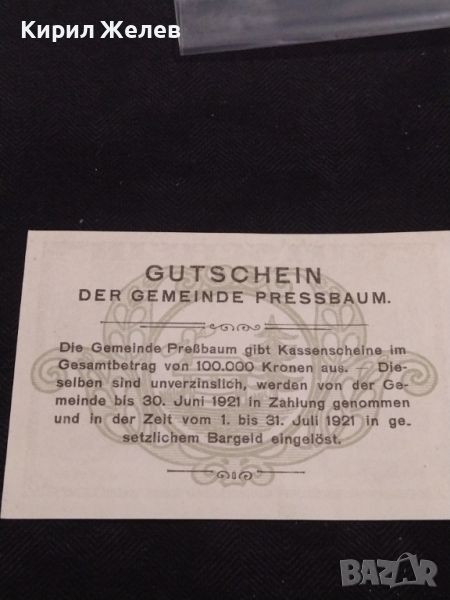 Кирил Желев
GUTSCHEIN
DER GEMEINDE PRESSBAUM.
Die Gemeinde Preßbaum gibt Kassenscheine im
Gesamtbetrag von 100.000 Kronen aus. — Die-
selben sind unverzinslich, werden von der Ge-
meinde bis 30. Juni 1921 in Zahlung genommen
und in der Zeit vom 1. bis 31. Juli 1921 in ge-
setzlichem Bargeld eingelöst.
BAZAR